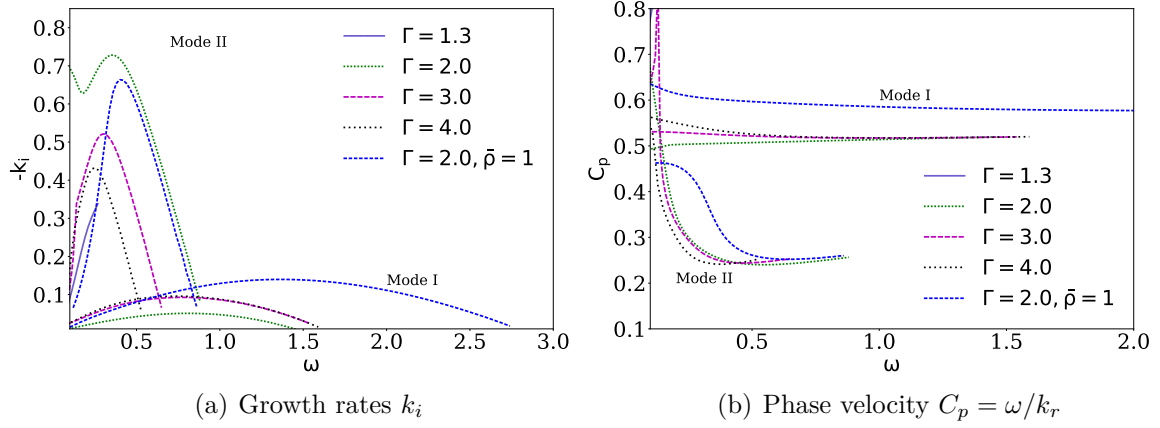 0.8
0.7
0.6
0.5
0.4
0.3
0.2
0.1
-k_i
0.5 1.0 1.5 2.0 2.5 3.0
ω
Mode II
Mode I
Γ = 1.3
Γ = 2.0
Γ = 3.0
Γ = 4.0
Γ = 2.0, ρ̄ = 1
(a) Growth rates k_i
0.8
0.7
0.6
0.5
0.4
0.3
0.2
0.1
C_p
0.5 1.0 1.5 2.0
ω
Mode I
Mode II
Γ = 1.3
Γ = 2.0
Γ = 3.0
Γ = 4.0
Γ = 2.0, ρ̄ = 1
(b) Phase velocity C_p = ω/k_r